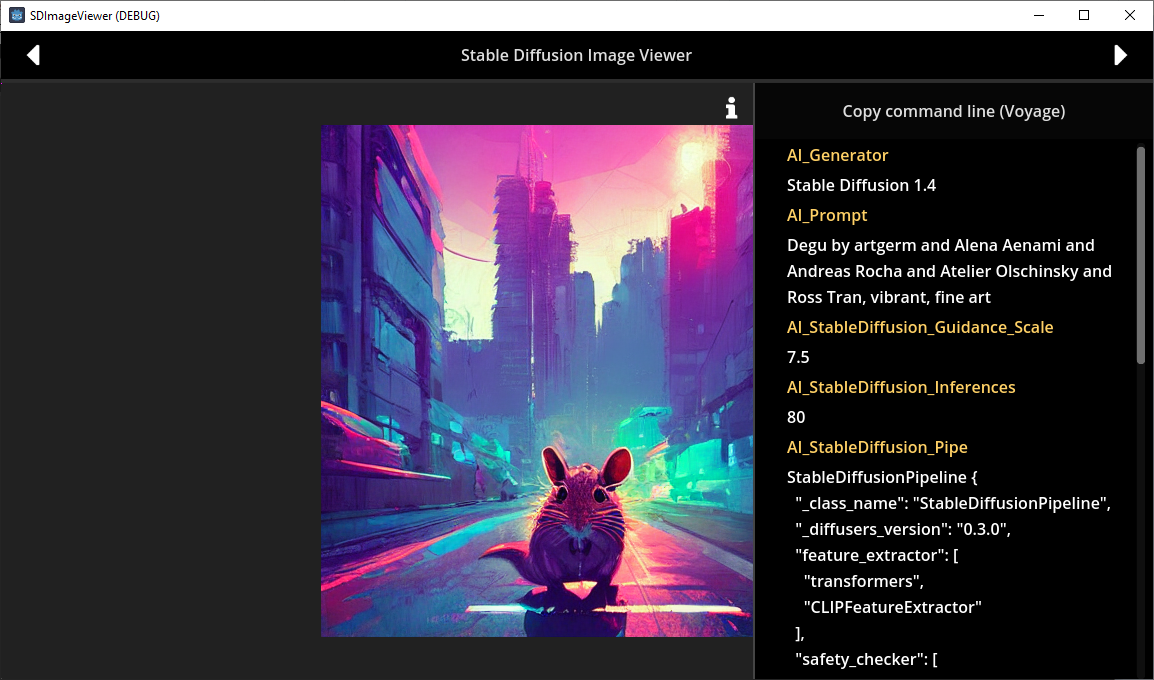 SDImageViewer (DEBUG)
Stable Diffusion Image Viewer
Copy command line (Voyage)
AI_Generator
Stable Diffusion 1.4
AI_Prompt
Degu by artgerm and Alena Aenami and
Andreas Rocha and Atelier Olschinsky and
Ross Tran, vibrant, fine art
AI_StableDiffusion_Guidance_Scale
7.5
AI_StableDiffusion_Inferences
80
AI_StableDiffusion_Pipe
StableDiffusionPipeline {
"_class_name": "StableDiffusionPipeline",
"_diffusers_version": "0.3.0",
"feature_extractor": [
"transformers",
"CLIPFeatureExtractor"
],
"safety_checker": [